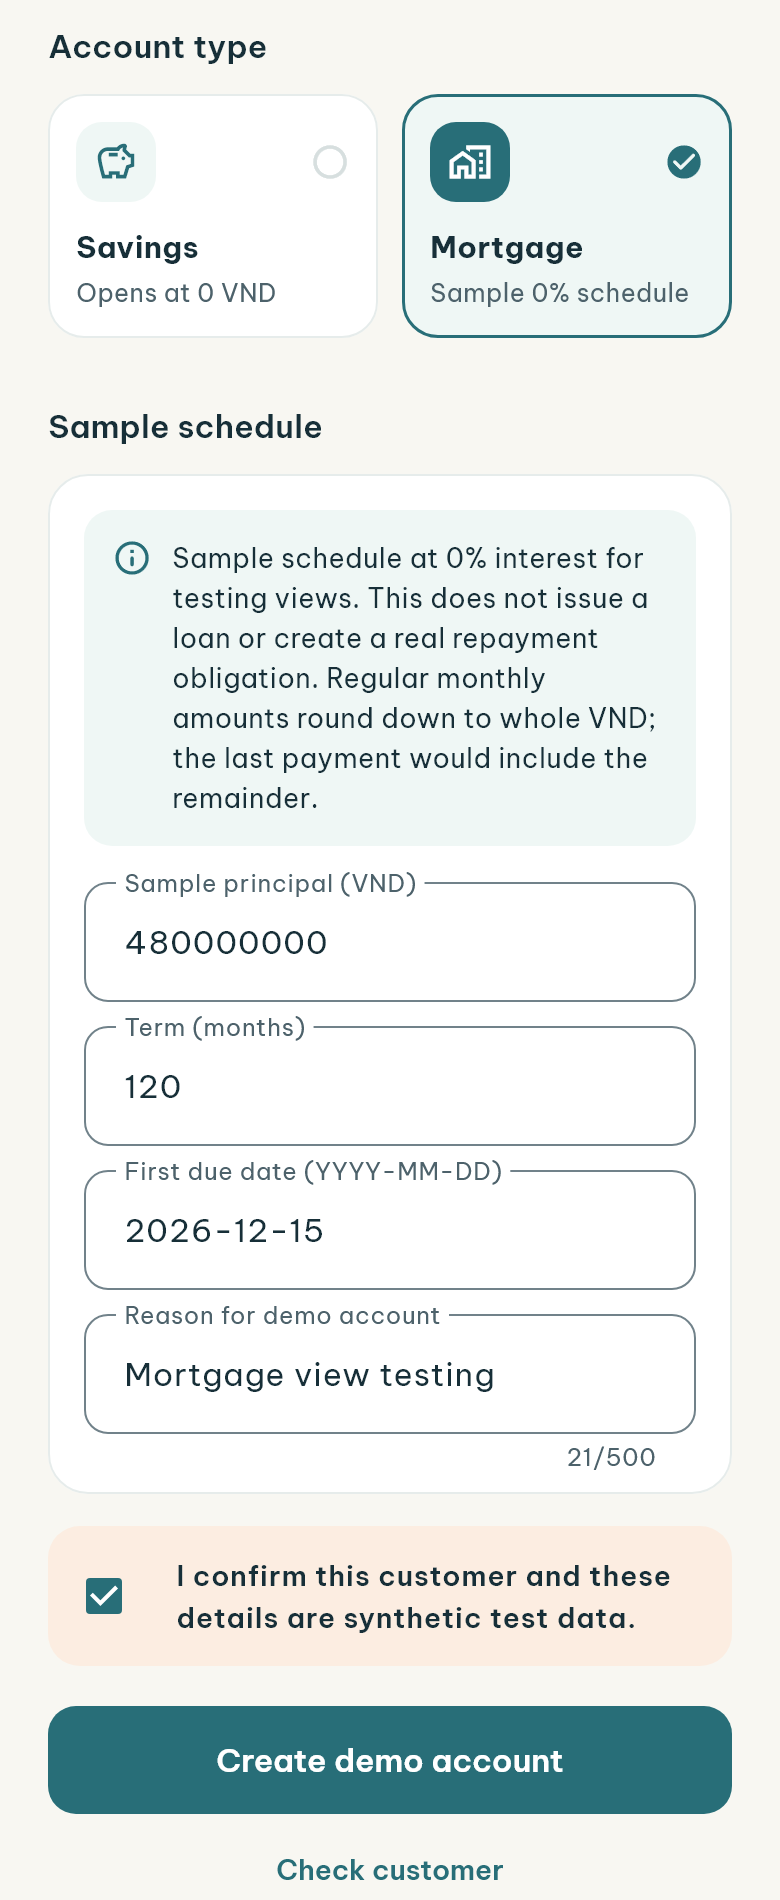 Account type
Savings
Opens at 0 VND
Mortgage
Sample 0% schedule
Sample schedule
Sample schedule at 0% interest for
testing views. This does not issue a
loan or create a real repayment
obligation. Regular monthly
amounts round down to whole VND;
the last payment would include the
remainder.
Sample principal (VND)
480000000
Term (months)
120
First due date (YYYY-MM-DD)
2026-12-15
Reason for demo account
Mortgage view testing
21/500
I confirm this customer and these
details are synthetic test data.
Create demo account
Check customer